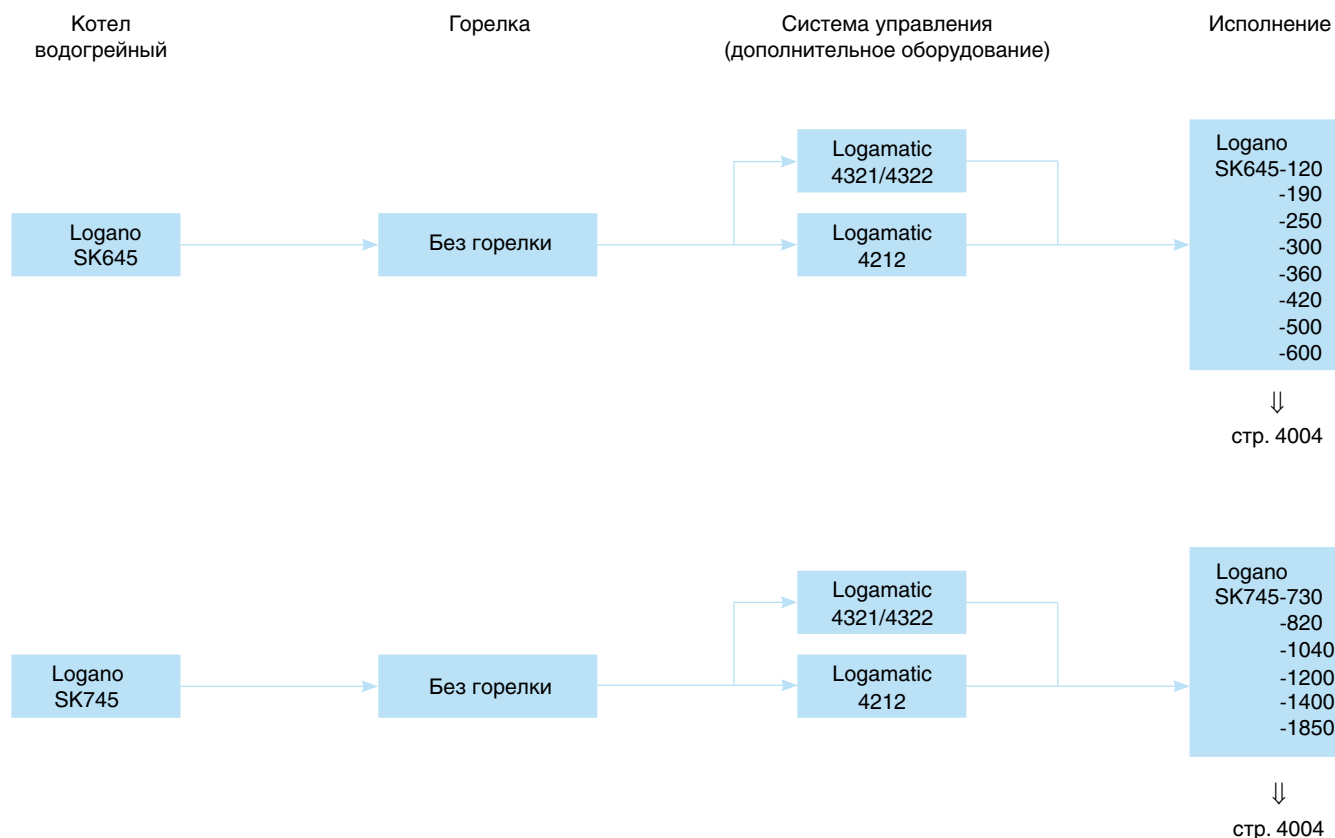 Котел
водогрейный
Горелка
Система управления
(дополнительное оборудование)
Исполнение
Logano
SK645
Без горелки
Logamatic
4321/4322
Logamatic
4212
Logano
SK645-120
-190
-250
-300
-360
-420
-500
-600
⇓
стр. 4004
Logano
SK745
Без горелки
Logamatic
4321/4322
Logamatic
4212
Logano
SK745-730
-820
-1040
-1200
-1400
-1850
⇓
стр. 4004